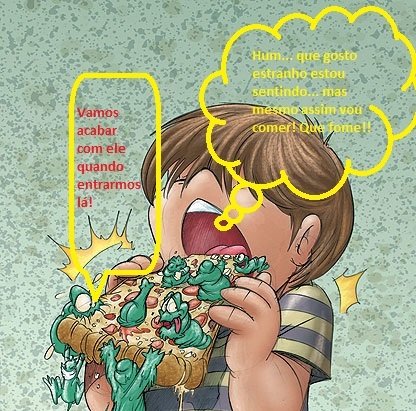 Vamos
acabar
com ele
quando
entrarmos
lá!
Hum... que gosto
estranho estou
sentindo... mas
mesmo assim vou
comer! Que fome!!